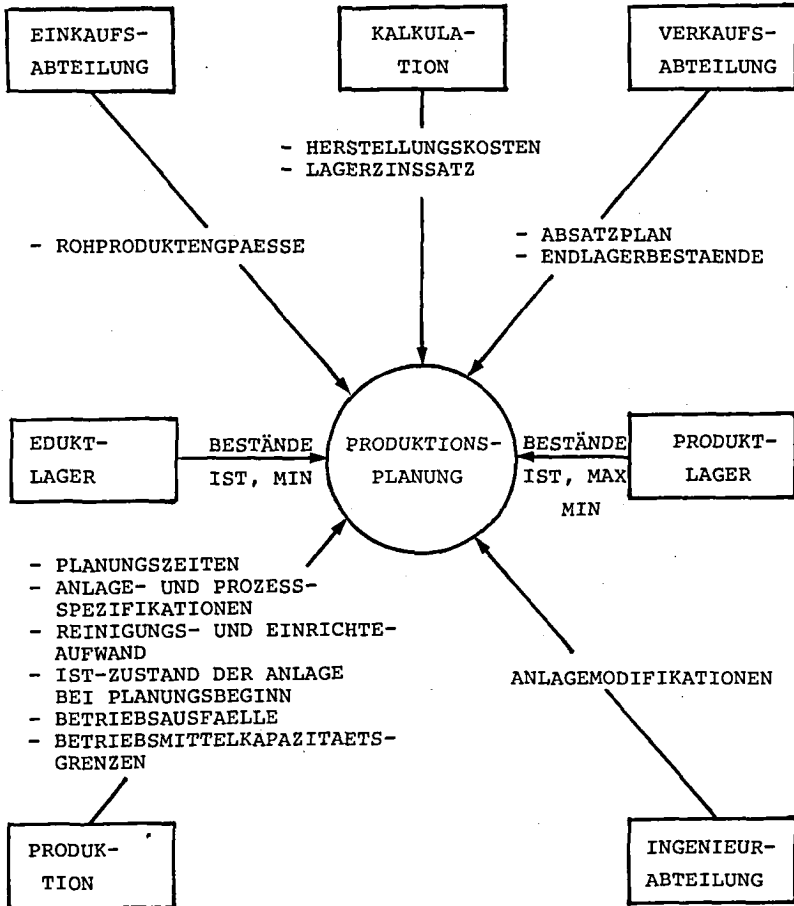 EINKAUFS-
ABTEILUNG
KALKULA-
TION
VERKAUFS-
ABTEILUNG
- HERSTELLUNGSKOSTEN
- LAGERZINSSATZ
- ROHPRODUKTENGPAESSE
- ABSATZPLAN
- ENDLAGERBESTAENDE
EDUKT-
LAGER
BESTÄNDE
IST, MIN
PRODUKTIONS-
PLANUNG
BESTÄNDE
IST, MAX
MIN
PRODUKT-
LAGER
- PLANUNGSZEITEN
- ANLAGE- UND PROZESS-
SPEZIFIKATIONEN
- REINIGUNGS- UND EINRICHTE-
AUFWAND
- IST-ZUSTAND DER ANLAGE
BEI PLANUNGSBEGINN
- BETRIEBSAUSFAELLE
- BETRIEBSMITTELKAPAZITAETS-
GRENZEN
ANLAGEMODIFIKATIONEN
PRODUK-
TION
INGENIEUR-
ABTEILUNG